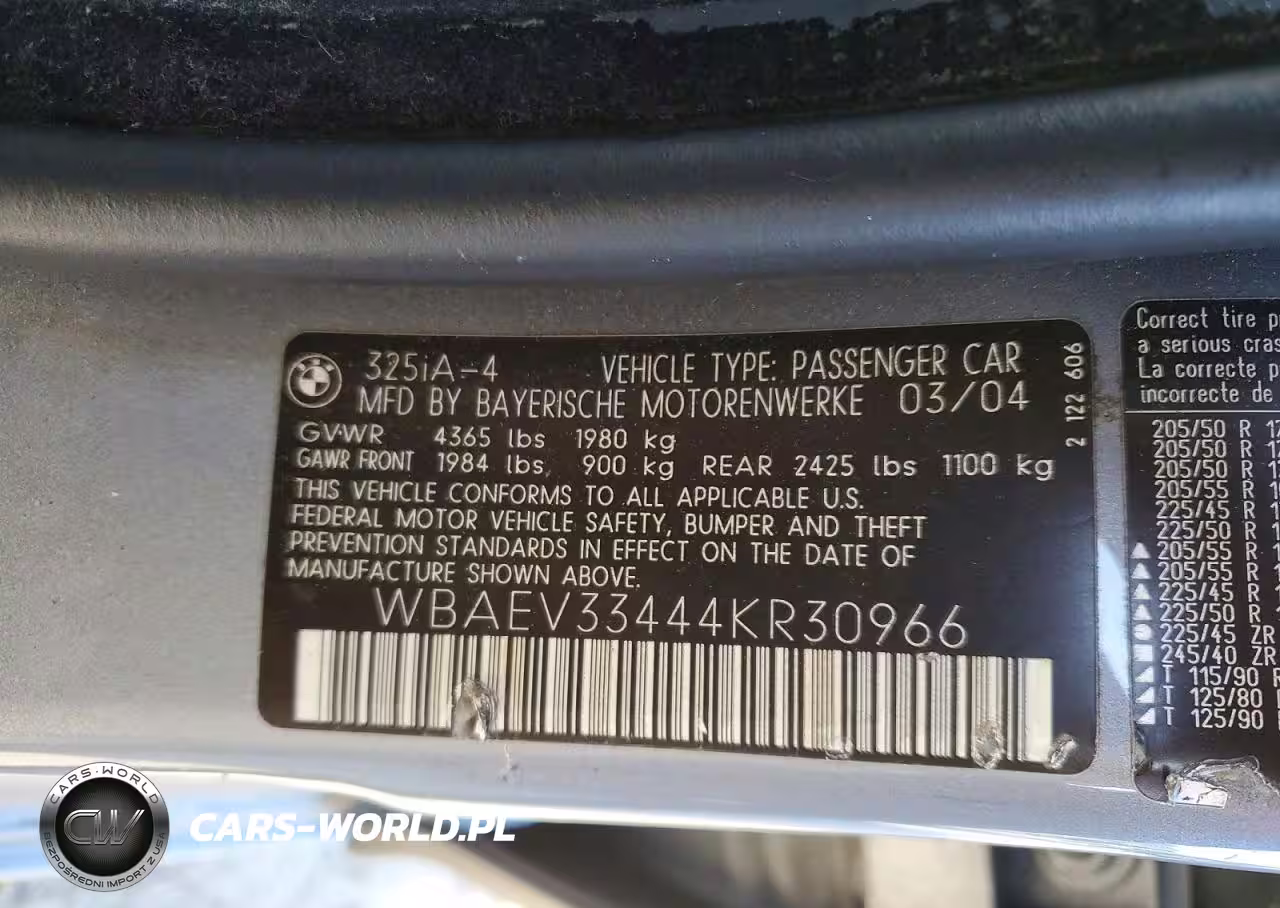 325iA-4 VEHICLE TYPE: PASSENGER CAR
MFD BY BAYERISCHE MOTORENWERKE 03/04
GVWR 4365 lbs 1980 kg
GAWR FRONT 1984 lbs, 900 kg REAR 2425 lbs 1100 kg
THIS VEHICLE CONFORMS TO ALL APPLICABLE U.S.
FEDERAL MOTOR VEHICLE SAFETY, BUMPER AND THEFT
PREVENTION STANDARDS IN EFFECT ON THE DATE OF
MANUFACTURE SHOWN ABOVE.
WBAEV33444KR30966
2 122 606
Correct tire
a serious
La correcte
incorrecte de
205/50 R
205/50 R
205/50 R
205/55 R
225/45 R
225/50 R
205/55 R
205/55 R
225/45 R
225/50 R
225/45 ZR
245/40 ZR
T 115/90
T 125/80
T 125/90
CARS-WORLD
CW
BEZPOŚREDNI IMPORT Z USA
CARS-WORLD.PL